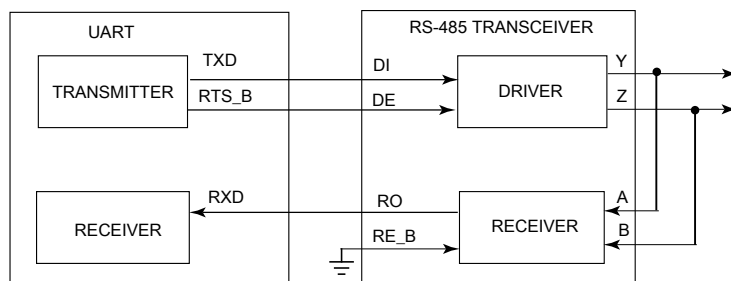 UART
RS-485 TRANSCEIVER
TXD
DI
Y
TRANSMITTER
DRIVER
RTS_B
DE
Z
RXD
RO
A
RECEIVER
RECEIVER
RE_B
B